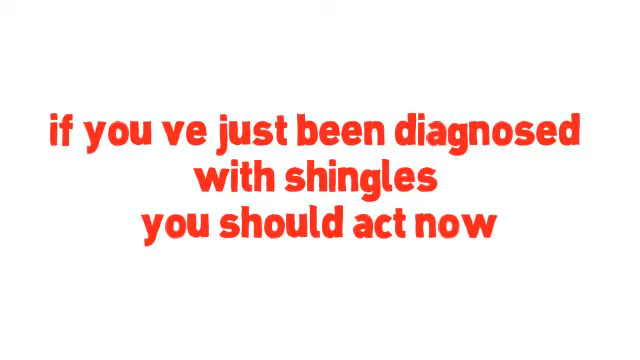 if you ve just been diagnosed
with shingles
you should act now